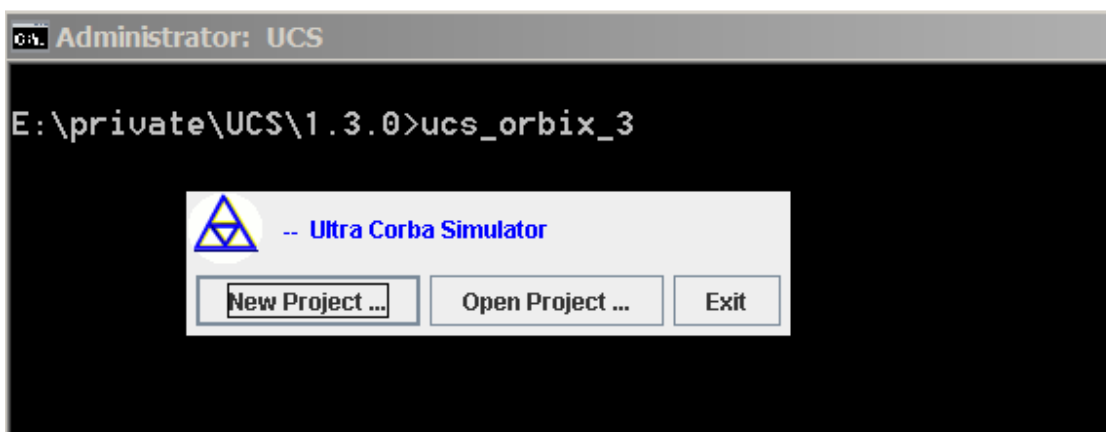 Administrator: UCS
E:\private\UCS\1.3.0>ucs_orbix_3
-- Ultra Corba Simulator
New Project ... Open Project ... Exit